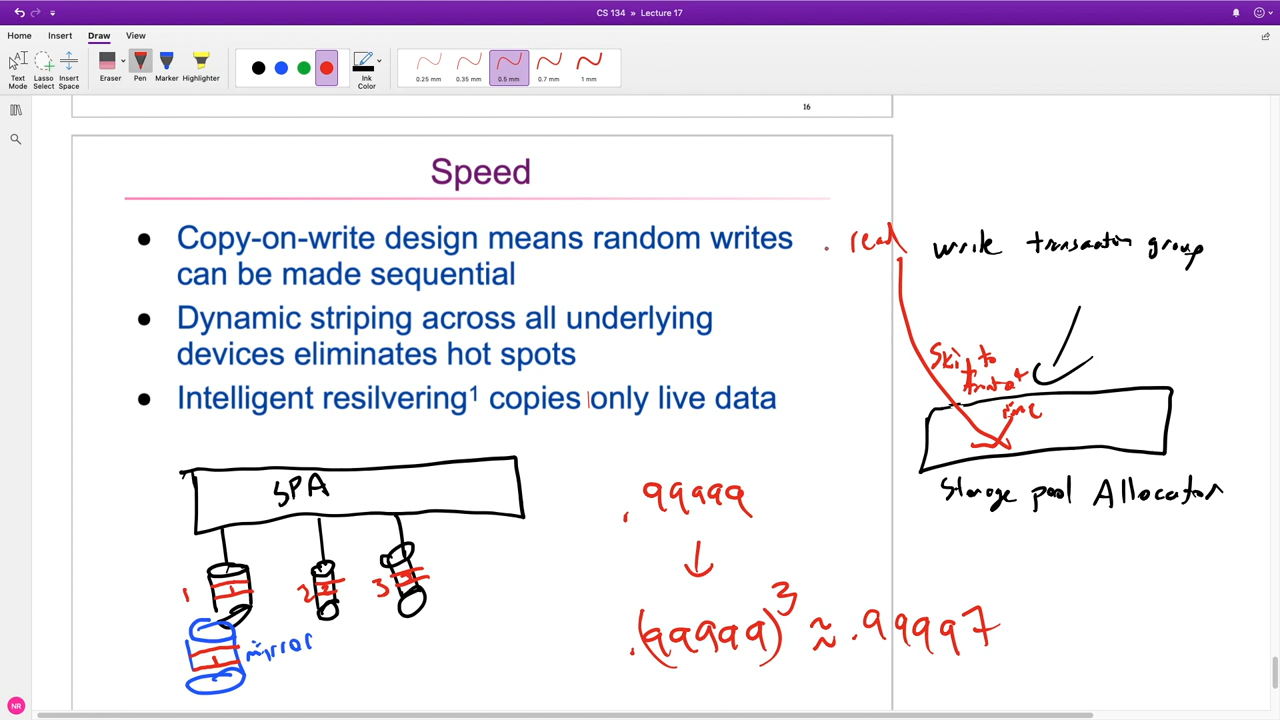 CS 134 » Lecture 17
Home Insert Draw View
Text Mode
Lasso Select
Insert Space
Eraser
Pen
Marker
Highlighter
Ink Color
0.25 mm
0.35 mm
0.5 mm
0.7 mm
1 mm
16
Speed
• Copy-on-write design means random writes
can be made sequential
• Dynamic striping across all underlying
devices eliminates hot spots
• Intelligent resilvering¹ copies only live data
read
write transaction group
to
Storage pool Allocator
SPA
1
2
3
mirror
.99999
↓
.(99999)³ ≈ .99997
NR